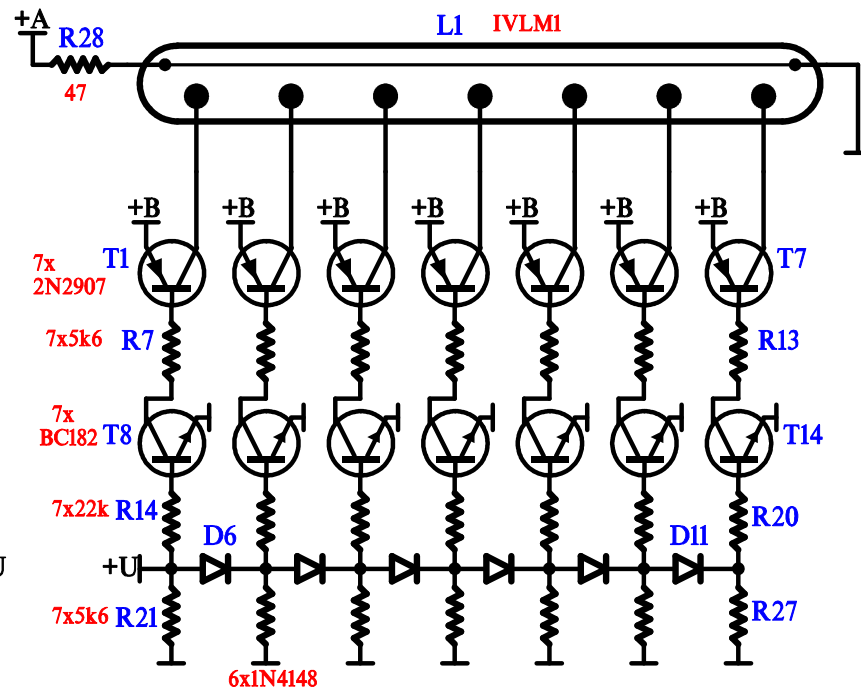 +A
R28
L1 IVLM1
47
+B +B +B +B +B +B +B
7x
2N2907
T1
T7
7x5k6 R7
R13
7x
BC182 T8
T14
7x22k R14
R20
D6
D11
U
+U
7x5k6 R21
R27
6x1N4148